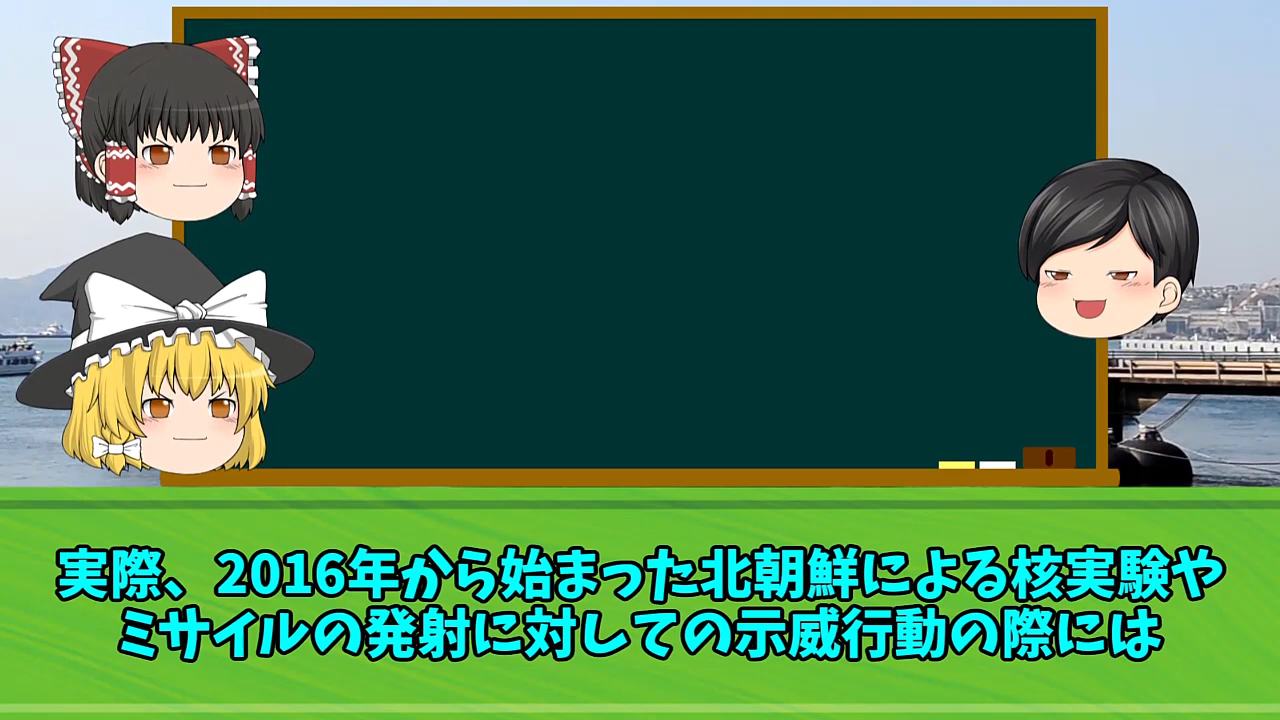 実際、2016年から始まった北朝鮮による核実験や
ミサイルの発射に対しての示威行動の際には